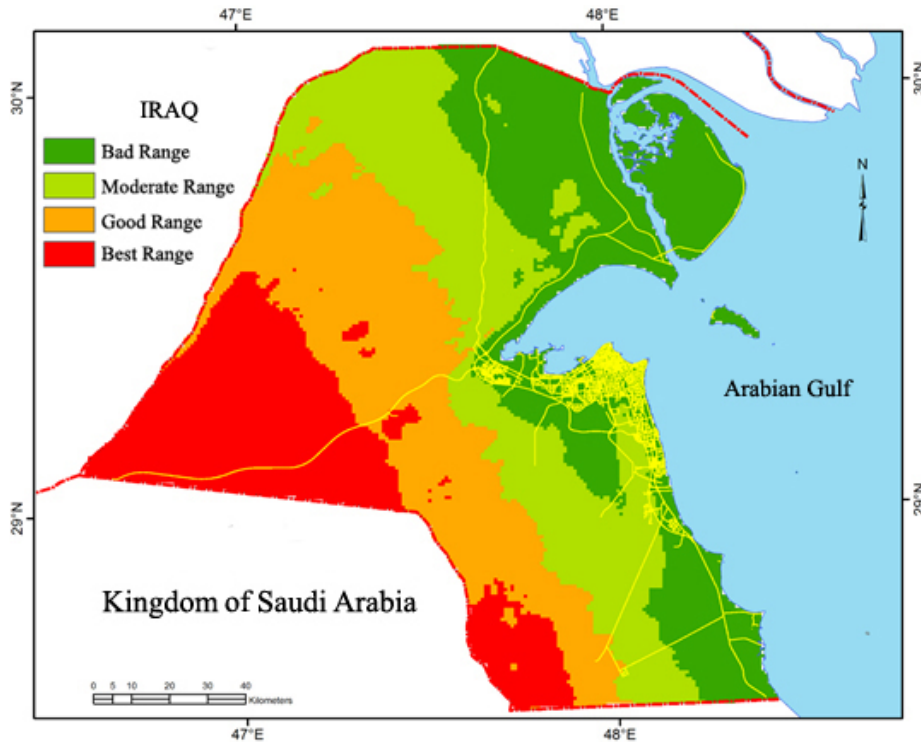 47°E
48°E
30°N
30°N
IRAQ
Bad Range
Moderate Range
Good Range
Best Range
N
Arabian Gulf
29°N
29°N
Kingdom of Saudi Arabia
0 5 10 20 30 40
Kilometers
47°E
48°E